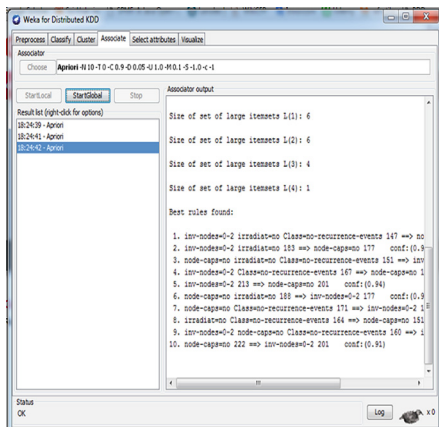 Weka for Distributed KDD
Preprocess Classify Cluster Associate Select attributes Visualize
Associator
Choose Apriori -N 10 -T 0 -C 0.9 -D 0.05 -U 1.0 -M 0.1 -S -1.0 -c -1
StartLocal StartGlobal Stop
Result list (right-click for options)
18:24:39 - Apriori
18:24:41 - Apriori
18:24:42 - Apriori
Associator output
Size of set of large itemsets L(1): 6
Size of set of large itemsets L(2): 6
Size of set of large itemsets L(3): 4
Size of set of large itemsets L(4): 1
Best rules found:
1. inv-nodes=0-2 irradiat=no Class=no-recurrence-events 147 ==> no
2. inv-nodes=0-2 irradiat=no 183 ==> node-caps=no 177 conf:(0.9
3. node-caps=no irradiat=no Class=no-recurrence-events 151 ==> inv
4. inv-nodes=0-2 Class=no-recurrence-events 167 ==> node-caps=no 1
5. inv-nodes=0-2 213 ==> node-caps=no 201 conf:(0.94)
6. node-caps=no irradiat=no 188 ==> inv-nodes=0-2 177 conf:(0.9
7. node-caps=no Class=no-recurrence-events 171 ==> inv-nodes=0-2 1
8. irradiat=no Class=no-recurrence-events 164 ==> node-caps=no 151
9. inv-nodes=0-2 node-caps=no Class=no-recurrence-events 160 ==> i
10. node-caps=no 222 ==> inv-nodes=0-2 201 conf:(0.91)
Status
OK
Log
x 0